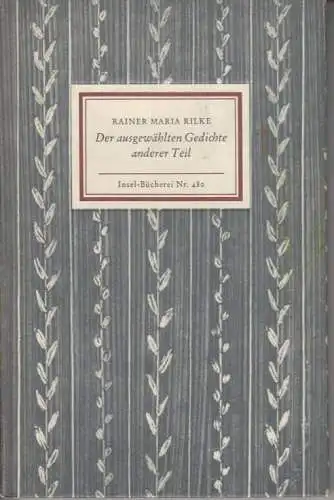 RAINER MARIA RILKE
Der ausgewählten Gedichte
anderer Teil
Insel-Bücherei Nr. 480